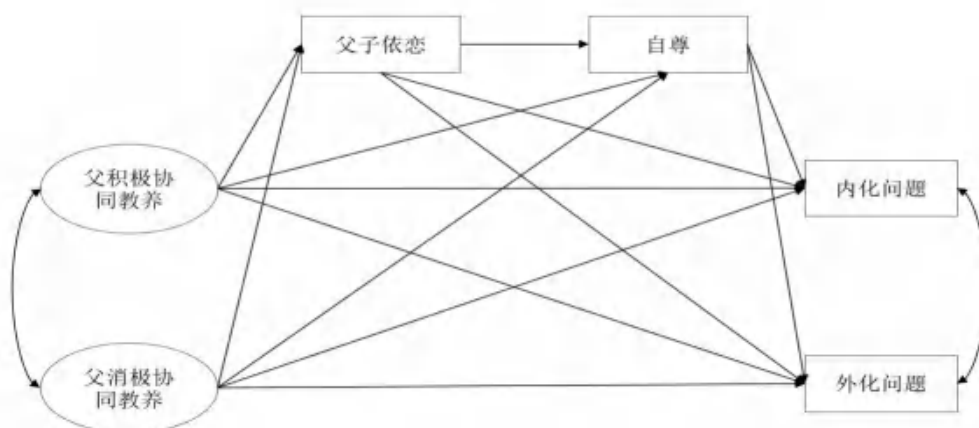 父子依恋
自尊
父积极协
同教养
内化问题
父消极协
同教养
外化问题